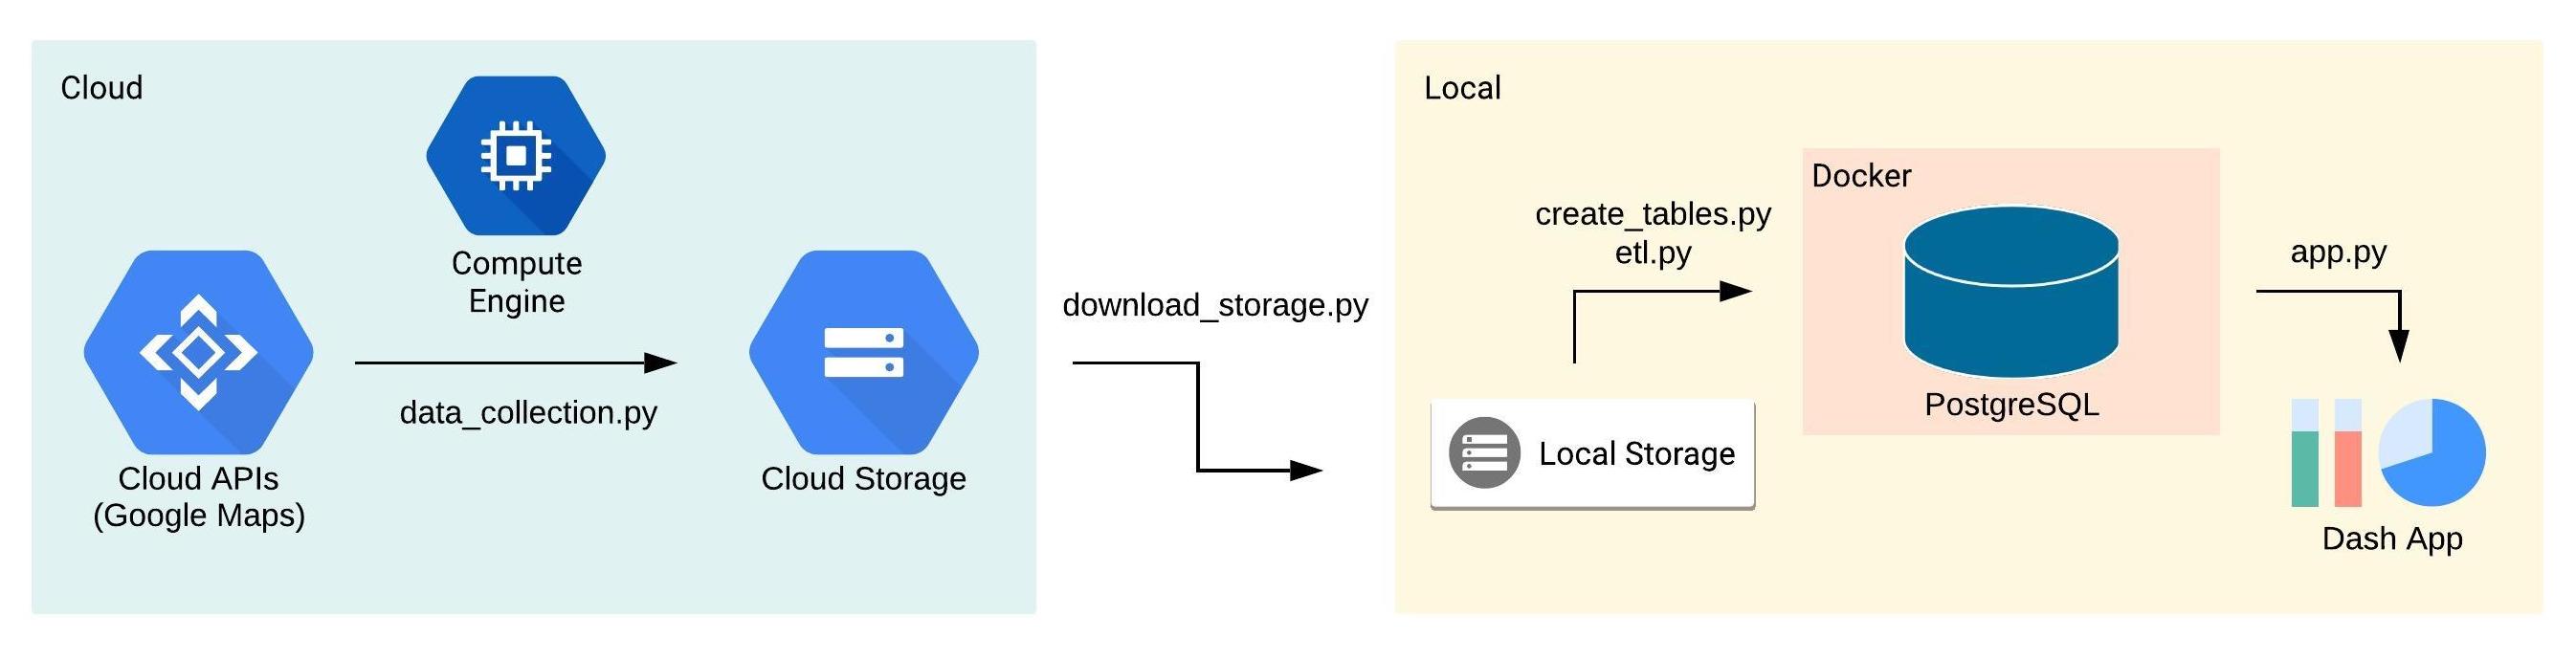 Cloud
Compute
Engine
data_collection.py
Cloud APIs
(Google Maps)
Cloud Storage
download_storage.py
Local
create_tables.py
etl.py
Local Storage
Docker
PostgreSQL
app.py
Dash App